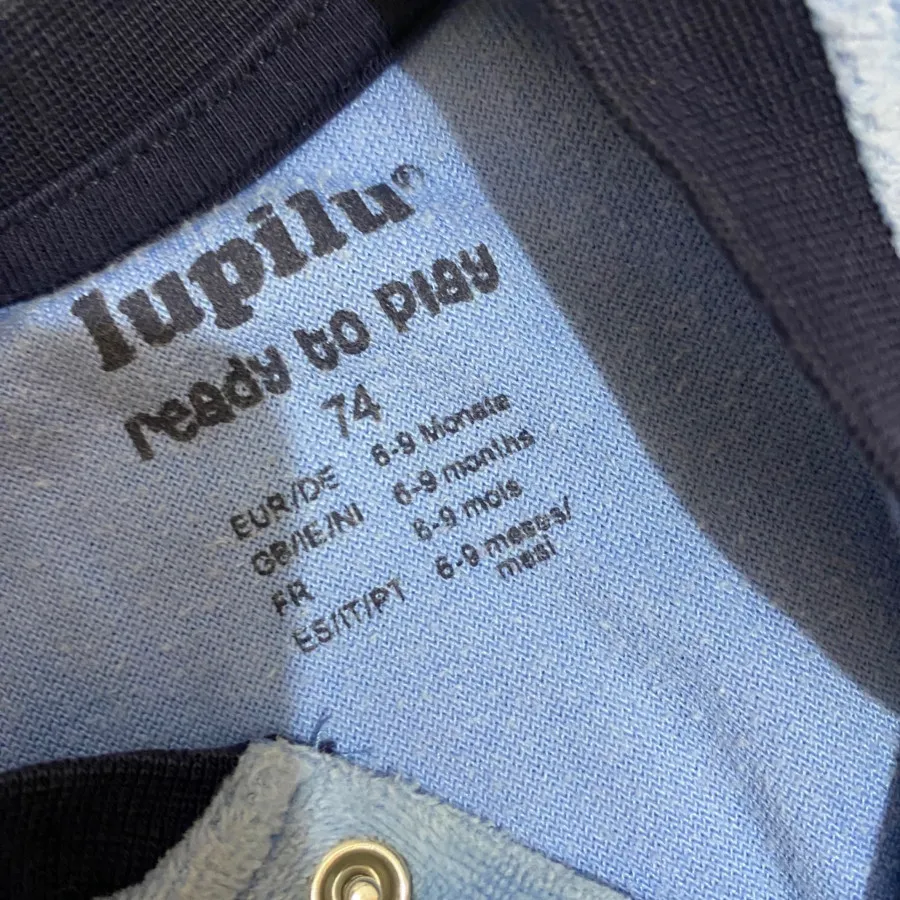 lupilu®
ready to play
74
EUR/DE 6-9 Monate
GB/IE/NI 6-9 months
FR 6-9 mois
ES/IT/PT 6-9 meses/
mesi